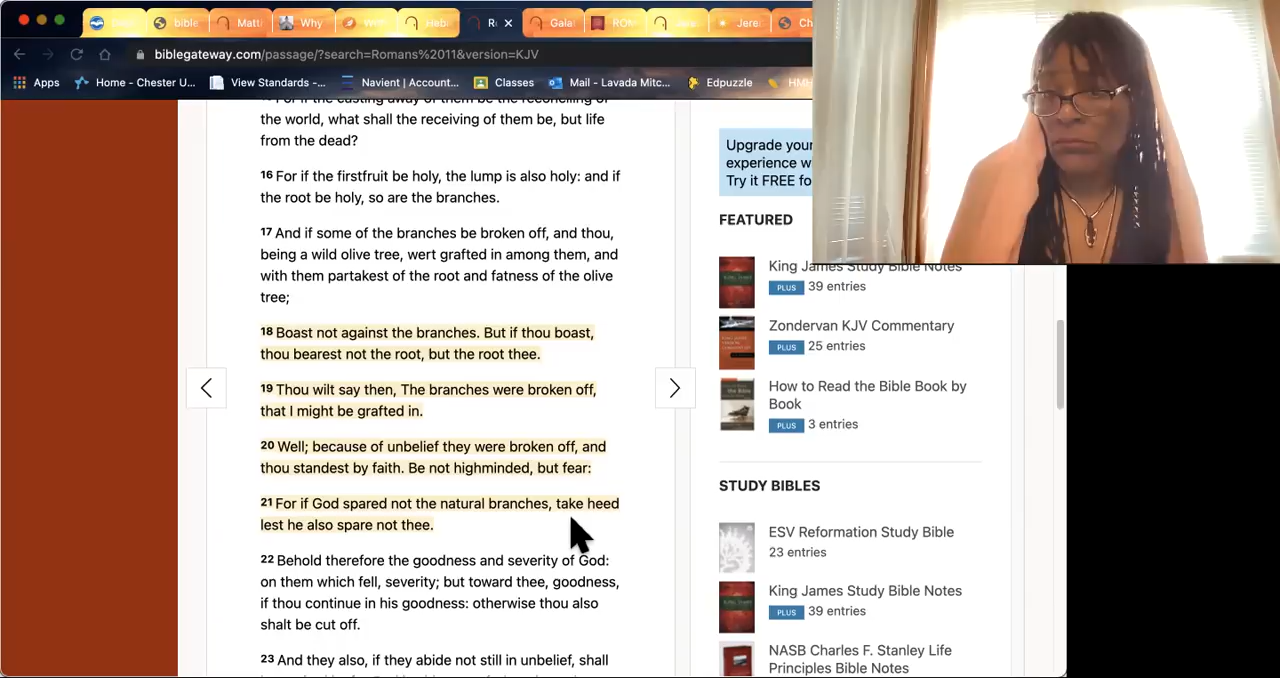 bible
Matt
Why
Hebi
Ro
Gala
ROM
Jere
Ch
biblegateway.com/passage/?search=Romans%2011&version=KJV
Apps
Home - Chester U...
View Standards -...
Navient | Account...
Classes
Mail - Lavada Mitc...
Edpuzzle
HMH
the world, what shall the receiving of them be, but life
from the dead?
16 For if the firstfruit be holy, the lump is also holy: and if
the root be holy, so are the branches.
17 And if some of the branches be broken off, and thou,
being a wild olive tree, wert grafted in among them, and
with them partakest of the root and fatness of the olive
tree;
18 Boast not against the branches. But if thou boast,
thou bearest not the root, but the root thee.
19 Thou wilt say then, The branches were broken off,
that I might be grafted in.
20 Well; because of unbelief they were broken off, and
thou standest by faith. Be not highminded, but fear:
21 For if God spared not the natural branches, take heed
lest he also spare not thee.
22 Behold therefore the goodness and severity of God:
on them which fell, severity; but toward thee, goodness,
if thou continue in his goodness: otherwise thou also
shalt be cut off.
23 And they also, if they abide not still in unbelief, shall
Upgrade your
experience w
Try it FREE fo
FEATURED
King James Study Bible Notes
PLUS 39 entries
Zondervan KJV Commentary
PLUS 25 entries
How to Read the Bible Book by
Book
PLUS 3 entries
STUDY BIBLES
ESV Reformation Study Bible
23 entries
King James Study Bible Notes
PLUS 39 entries
NASB Charles F. Stanley Life
Principles Bible Notes